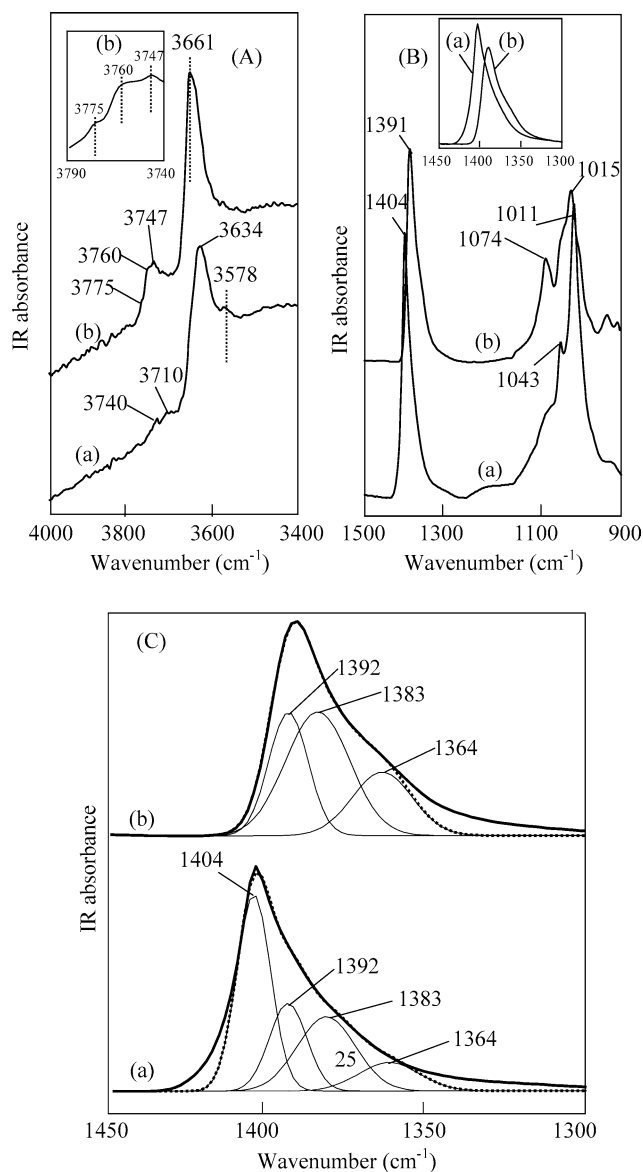 (b)
3775
3760
3747
3790
3740
3661
(A)
3747
3634
3760
3578
3775
(b)
3710
3740
(a)
IR absorbance
4000
3800
3600
3400
Wavenumber (cm-1)
(B)
(a)
(b)
1450
1400
1350
1300
1391
1015
1404
1011
1074
(b)
1043
(a)
IR absorbance
1500
1300
1100
900
Wavenumber (cm-1)
(C)
1392
1383
1364
(b)
1404
1392
1383
25
1364
(a)
IR absorbance
1450
1400
1350
1300
Wavenumber (cm-1)